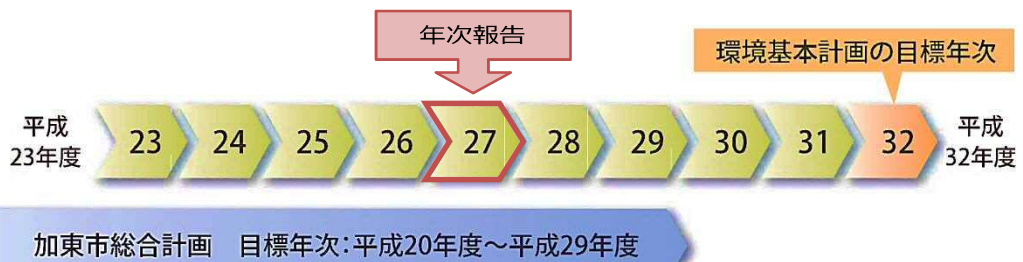 年次報告
環境基本計画の目標年次
平成
23年度
23 24 25 26 27 28 29 30 31 32
平成
32年度
加東市総合計画 目標年次:平成20年度～平成29年度